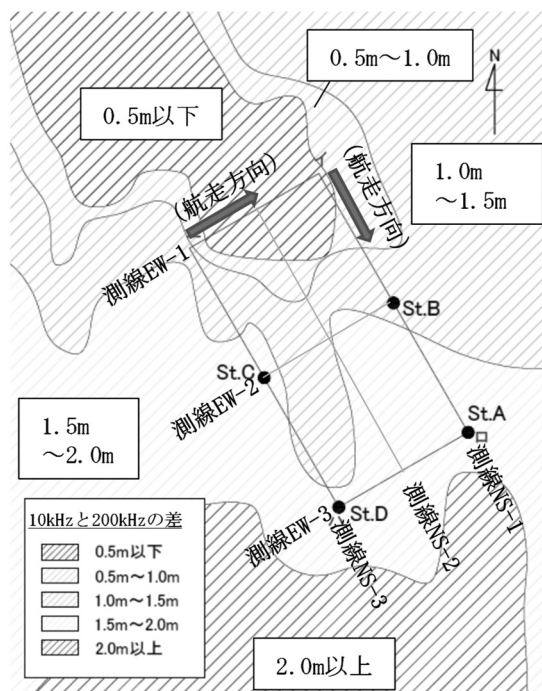 0.5m～1.0m
N
0.5m以下
(航走方向)
(航走方向)
1.0m
～1.5m
測線EW-1
St.B
St.C
測線EW-2
1.5m
～2.0m
St.A
測線NS-1
測線NS-2
St.D
測線EW-3
測線NS-3
10kHzと200kHzの差
0.5m以下
0.5m～1.0m
1.0m～1.5m
1.5m～2.0m
2.0m以上
2.0m以上